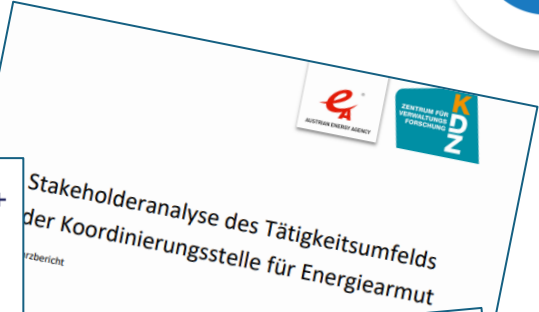 AUSTRIAN ENERGY AGENCY
ZENTRUM FÜR
VERWALTUNGS
FORSCHUNG
KDZ
Stakeholderanalyse des Tätigkeitsumfelds
der Koordinierungsstelle für Energiearmut